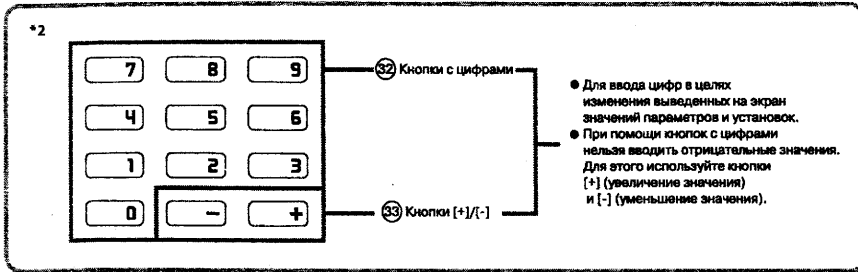 *2
7 8 9
4 5 6
1 2 3
0 − +
32 Кнопки с цифрами
33 Кнопки [+]/[-]
● Для ввода цифр в целях
изменения выведенных на экран
значений параметров и установок.
● При помощи кнопок с цифрами
нельзя вводить отрицательные значения.
Для этого используйте кнопки
[+] (увеличение значения)
и [-] (уменьшение значения).